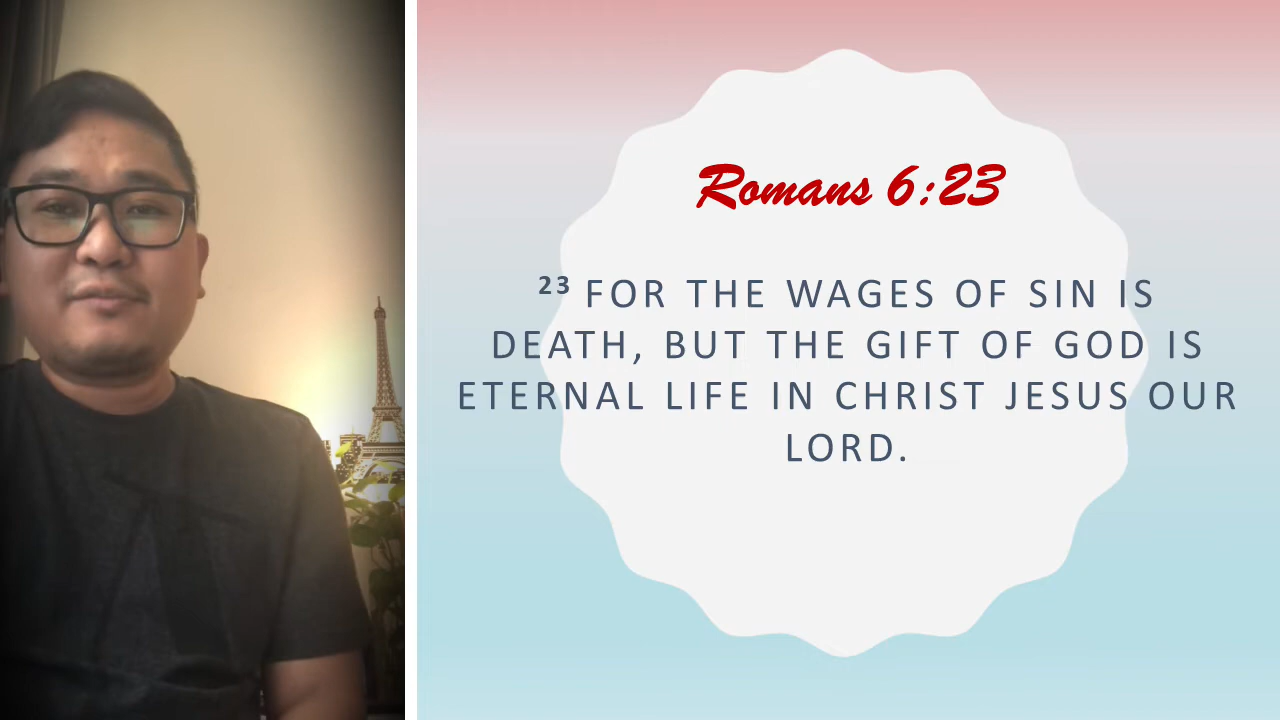 Romans 6:23
23 FOR THE WAGES OF SIN IS
DEATH, BUT THE GIFT OF GOD IS
ETERNAL LIFE IN CHRIST JESUS OUR
LORD.